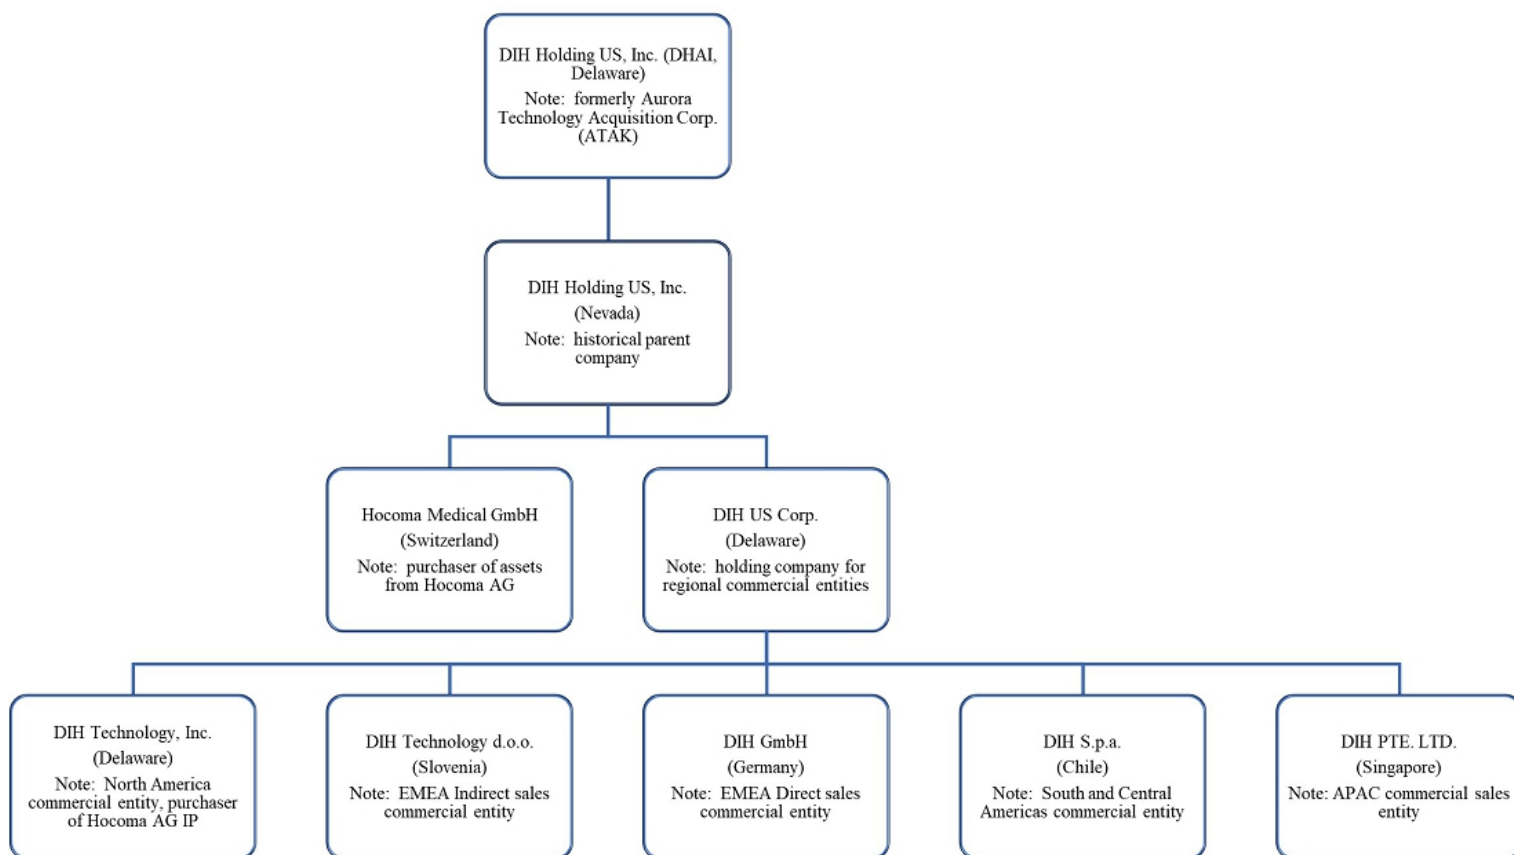 DIH Holding US, Inc. (DHAI,
Delaware)
Note: formerly Aurora
Technology Acquisition Corp.
(ATAK)
DIH Holding US, Inc.
(Nevada)
Note: historical parent
company
Hocoma Medical GmbH
(Switzerland)
Note: purchaser of assets
from Hocoma AG
DIH US Corp.
(Delaware)
Note: holding company for
regional commercial entities
DIH Technology, Inc.
(Delaware)
Note: North America
commercial entity, purchaser
of Hocoma AG IP
DIH Technology d.o.o.
(Slovenia)
Note: EMEA Indirect sales
commercial entity
DIH GmbH
(Germany)
Note: EMEA Direct sales
commercial entity
DIH S.p.a.
(Chile)
Note: South and Central
Americas commercial entity
DIH PTE. LTD.
(Singapore)
Note: APAC commercial sales
entity